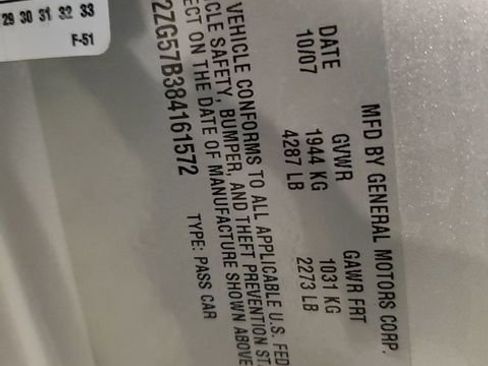 29 30 31 32 33
F-51
MFD BY GENERAL MOTORS CORP.
DATE GVWR GAWR FRT
10/07 1944 KG 1031 KG
4287 LB 2273 LB
VEHICLE CONFORMS TO ALL APPLICABLE U.S. FED
CLE SAFETY, BUMPER, AND THEFT PREVENTION ST
ECT ON THE DATE OF MANUFACTURE SHOWN ABOVE
2ZG57B384161572 TYPE: PASS CAR